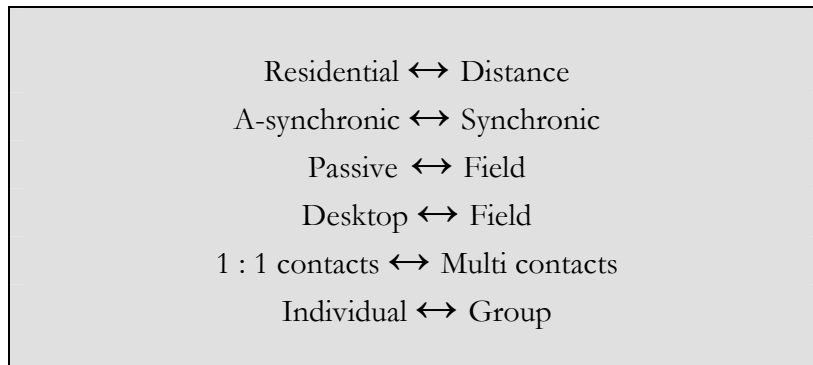 Residential ↔ Distance
A-synchronic ↔ Synchronic
Passive ↔ Field
Desktop ↔ Field
1 : 1 contacts ↔ Multi contacts
Individual ↔ Group